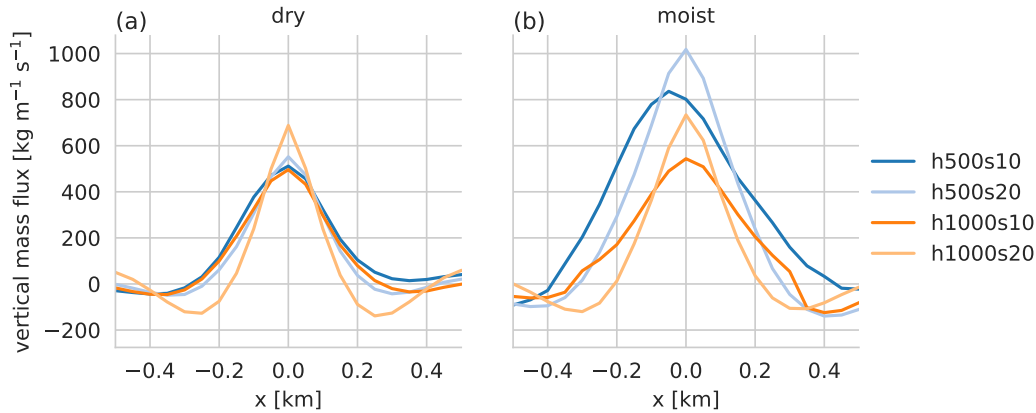 (a) dry
(b) moist
vertical mass flux [kg m⁻¹ s⁻¹]
1000
800
600
400
200
0
−200
−0.4 −0.2 0.0 0.2 0.4
x [km]
−0.4 −0.2 0.0 0.2 0.4
x [km]
h500s10
h500s20
h1000s10
h1000s20